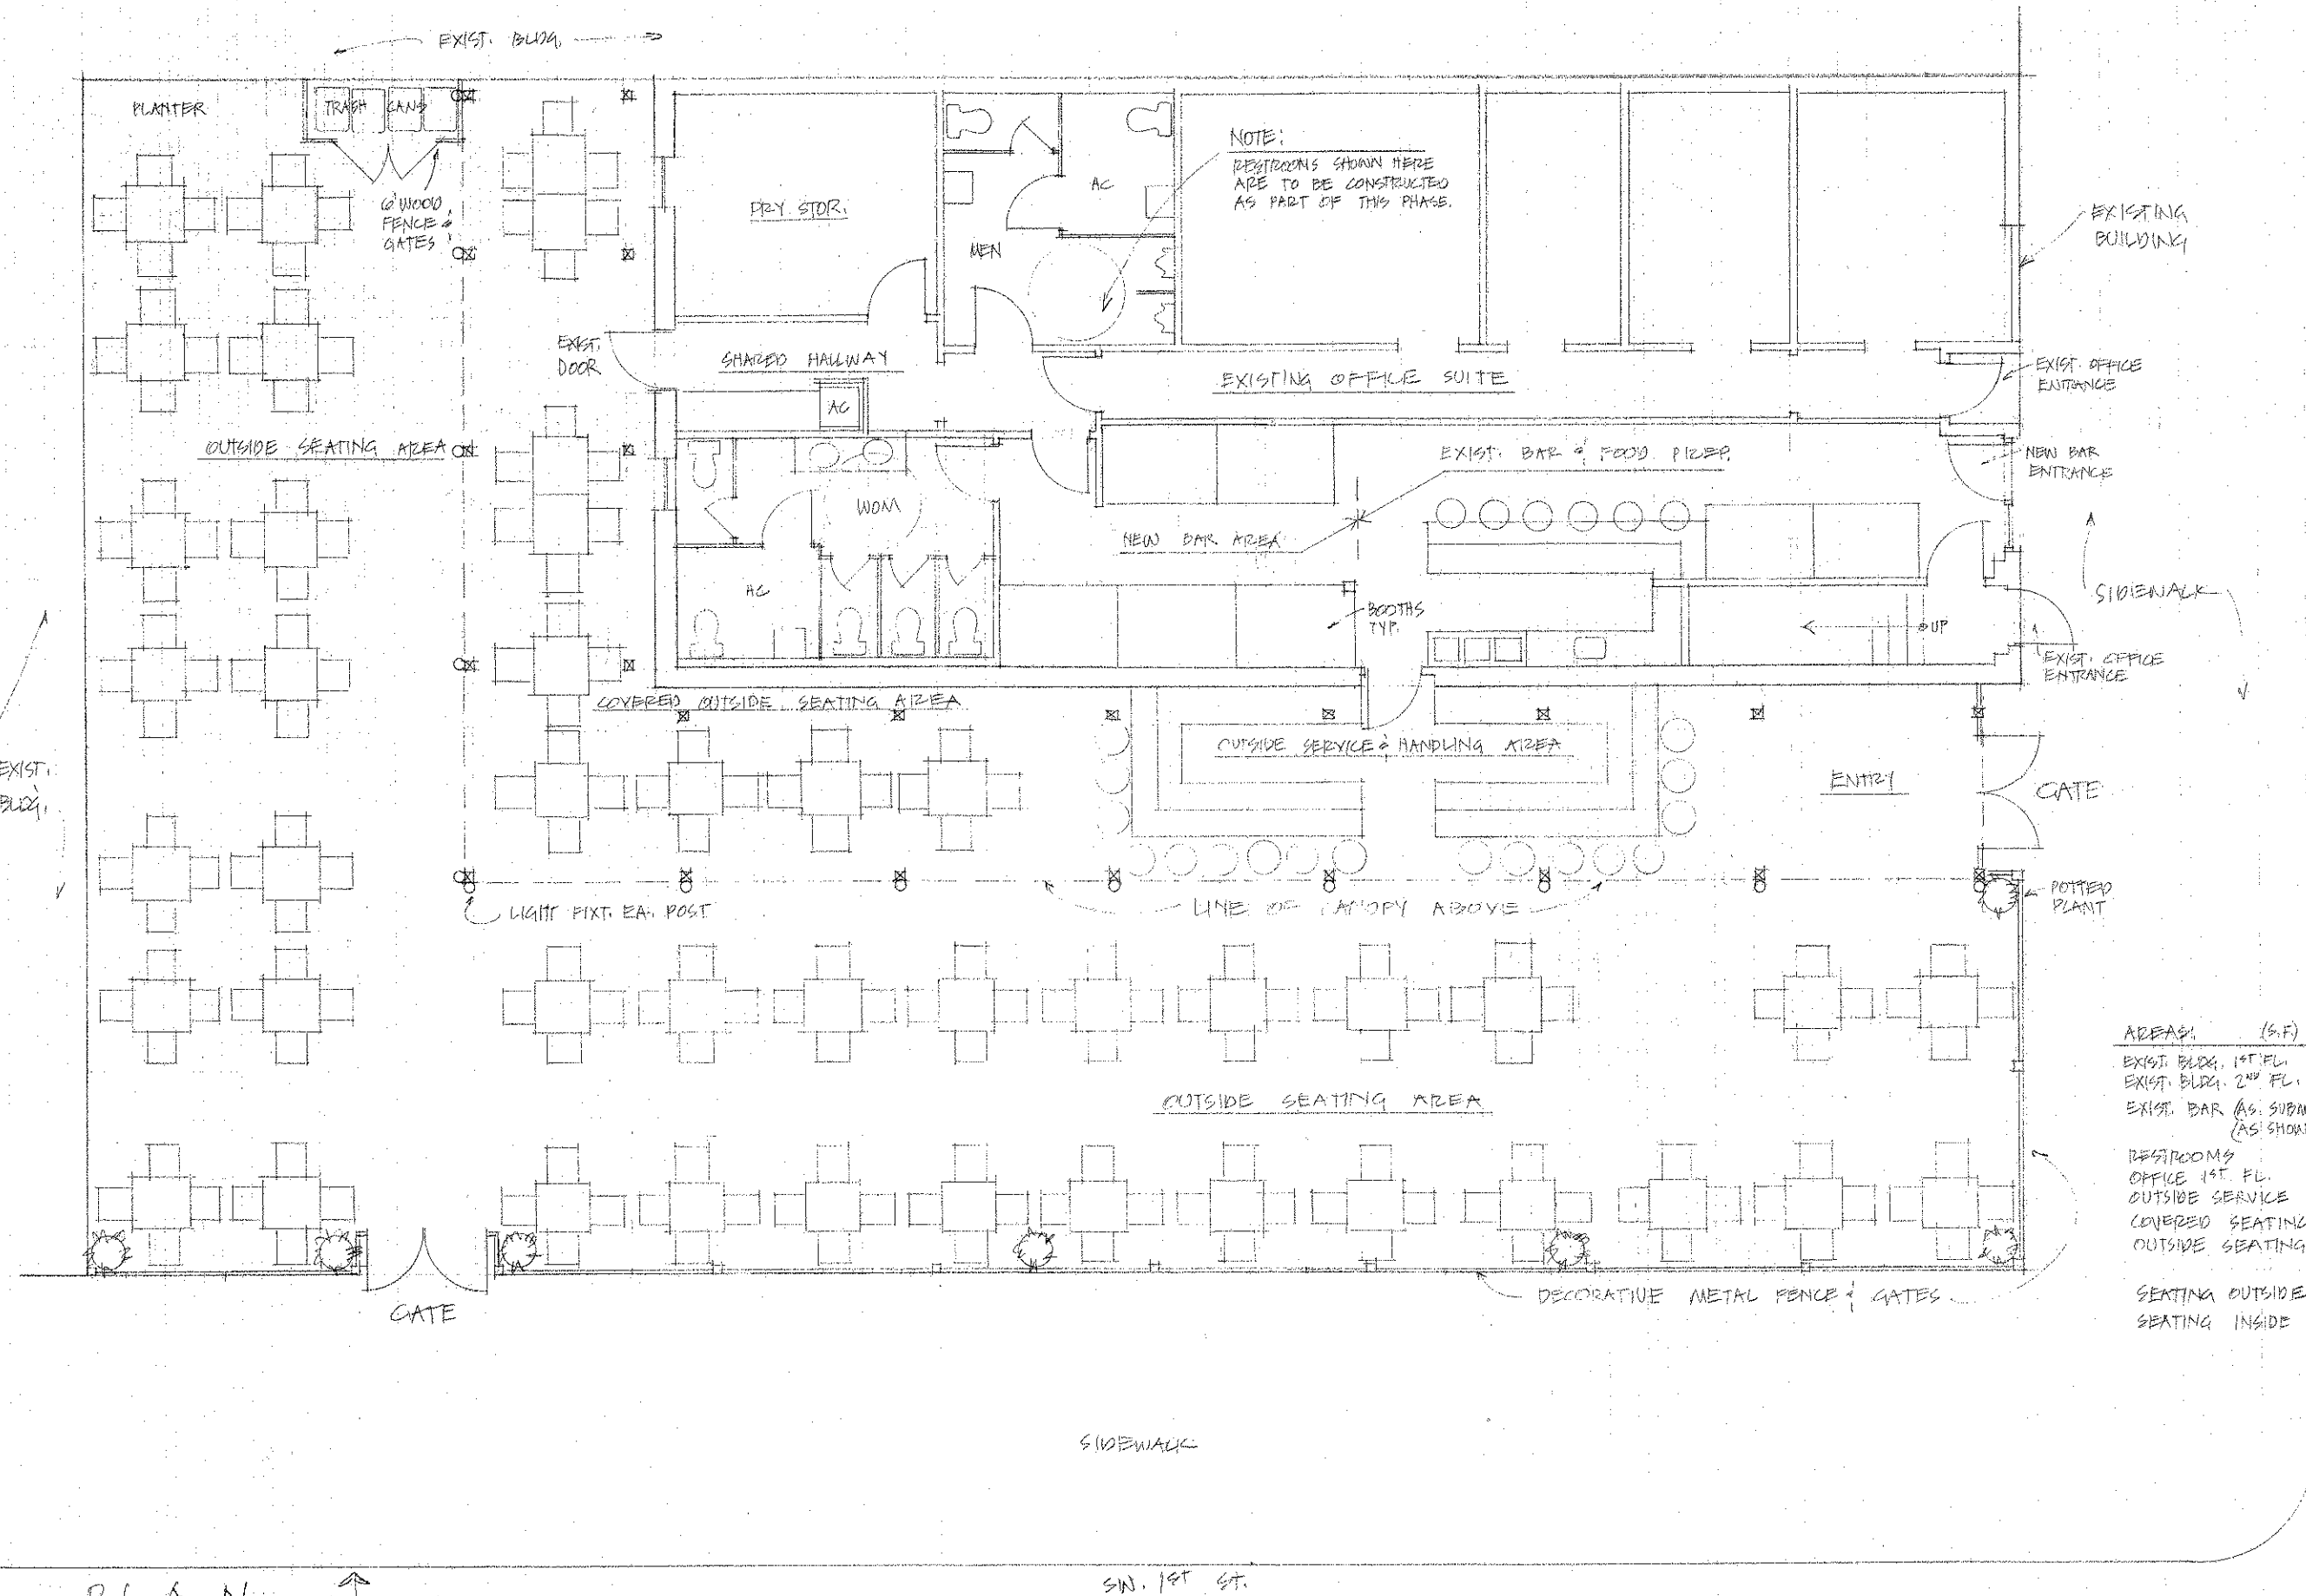 EXIST. BLDG.
PLANTER
TRASH CANS
6' WOOD
FENCE &
GATES
DRY STOR.
NOTE:
RESTROOMS SHOWN HERE
ARE TO BE CONSTRUCTED
AS PART OF THIS PHASE.
MEN
EXISTING
BUILDING
EXIST.
DOOR
SHARED HALLWAY
EXISTING OFFICE SUITE
EXIST. OFFICE
ENTRANCE
OUTSIDE SEATING AREA
WOM
EXIST. BAR & FOOD PREP.
NEW BAR AREA
NEW BAR
ENTRANCE
BOOTHS
TYP.
UP
SIDEWALK
EXIST. OFFICE
ENTRANCE
COVERED OUTSIDE SEATING AREA
OUTSIDE SERVICE & HANDLING AREA
ENTRY
GATE
EXIST.
BLDG.
LIGHT FIXT. EA. POST
LINE OF CANOPY ABOVE
POTTED
PLANT
OUTSIDE SEATING AREA
AREAS: (S.F)
EXIST. BLDG. 1ST FL.
EXIST. BLDG. 2ND FL.
EXIST. BAR (AS SUBM
(AS SHOW
RESTROOMS
OFFICE 1ST FL.
OUTSIDE SERVICE
COVERED SEATING
OUTSIDE SEATING
SEATING OUTSIDE
SEATING INSIDE
GATE
DECORATIVE METAL FENCE & GATES
SIDEWALK
PLAN
SW. 1ST ST.